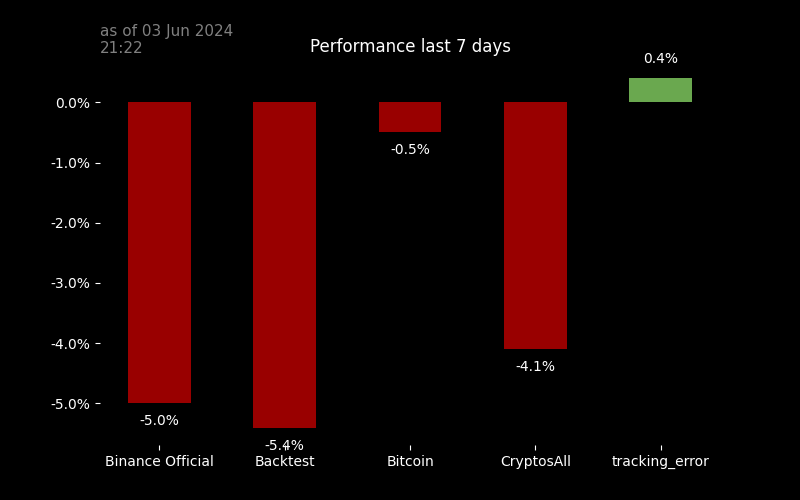 as of 03 Jun 2024
21:22
Performance last 7 days
0.4%
0.0%
-1.0%
-2.0%
-3.0%
-4.0%
-5.0%
-0.5%
-4.1%
-5.0%
-5.4%
Binance Official
Backtest
Bitcoin
CryptosAll
tracking_error